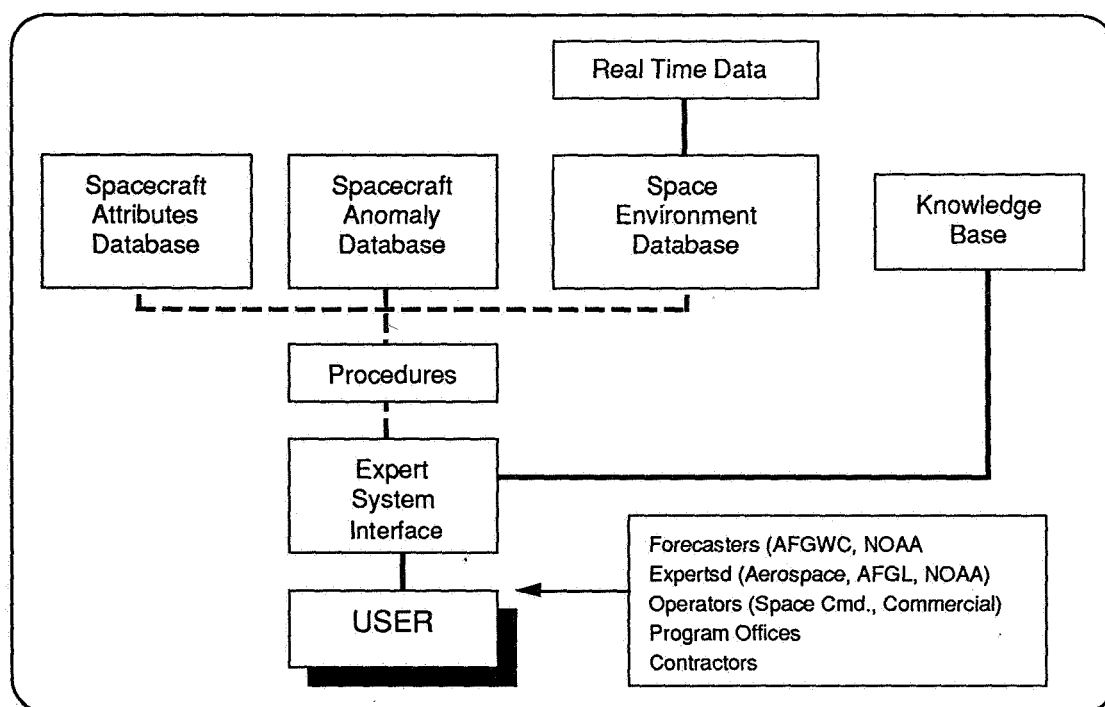 Real Time Data
Spacecraft
Attributes
Database
Spacecraft
Anomaly
Database
Space
Environment
Database
Knowledge
Base
Procedures
Expert
System
Interface
USER
Forecasters (AFGWC, NOAA
Expertsd (Aerospace, AFGL, NOAA)
Operators (Space Cmd., Commercial)
Program Offices
Contractors